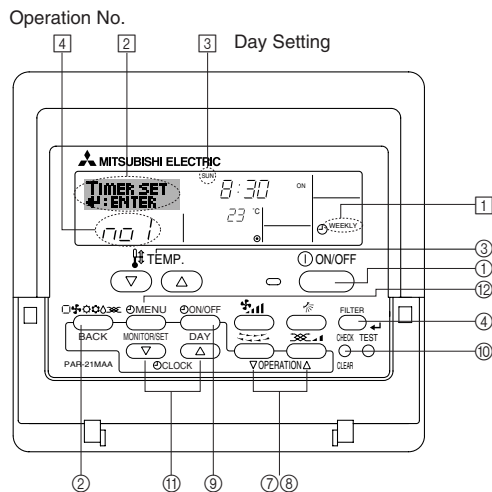 Operation No.
4 2 3 Day Setting
MITSUBISHI ELECTRIC
SUN
TIMER SET
↵:ENTER
8:30 ON
no 1
23 °C
WEEKLY
1
TEMP.
ON/OFF
③
①
⑫
MENU ON/OFF FILTER
④
BACK MONITOR/SET DAY CHECK TEST
⑩
PAR-21MAA CLOCK ▽OPERATION△ CLEAR
② ⑪ ⑨ ⑦⑧